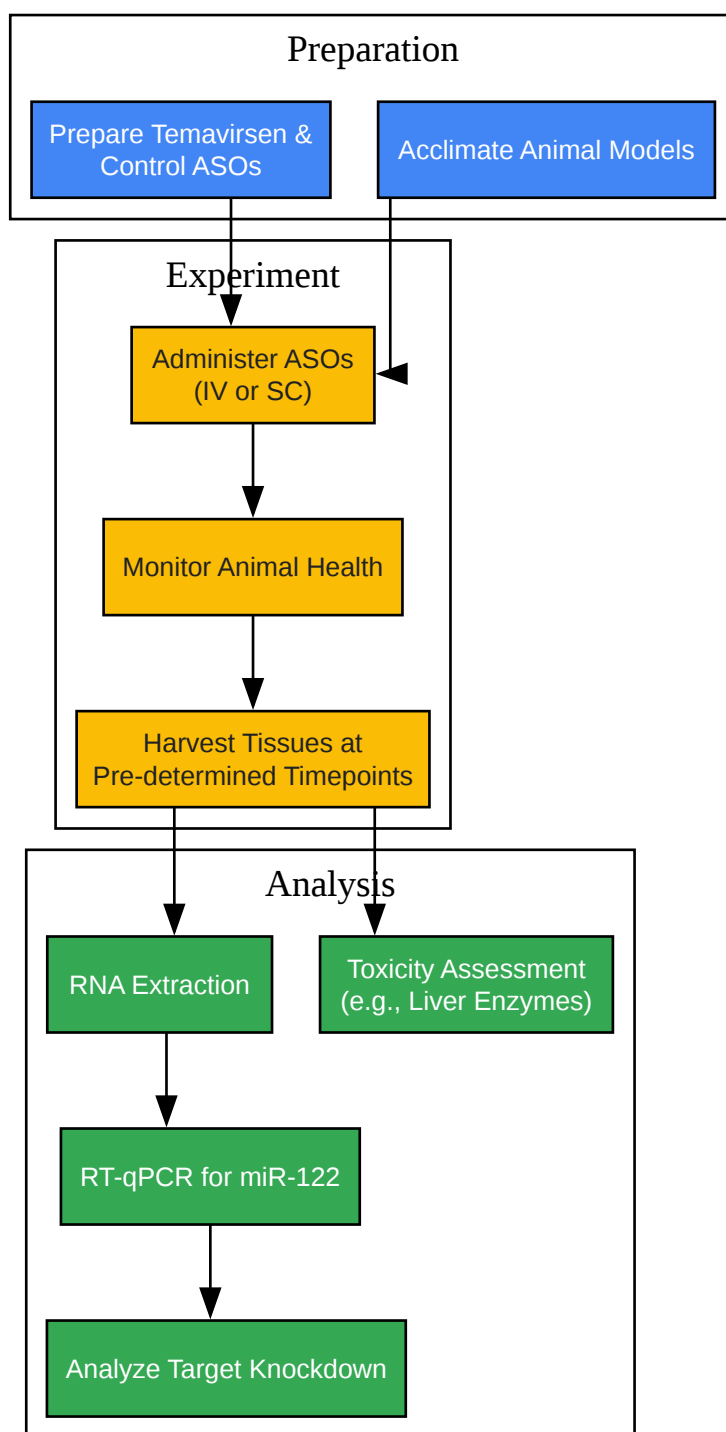 Preparation
Prepare Temavirsen &
Control ASOs
Acclimate Animal Models
Experiment
Administer ASOs
(IV or SC)
Monitor Animal Health
Harvest Tissues at
Pre-determined Timepoints
Analysis
RNA Extraction
Toxicity Assessment
(e.g., Liver Enzymes)
RT-qPCR for miR-122
Analyze Target Knockdown